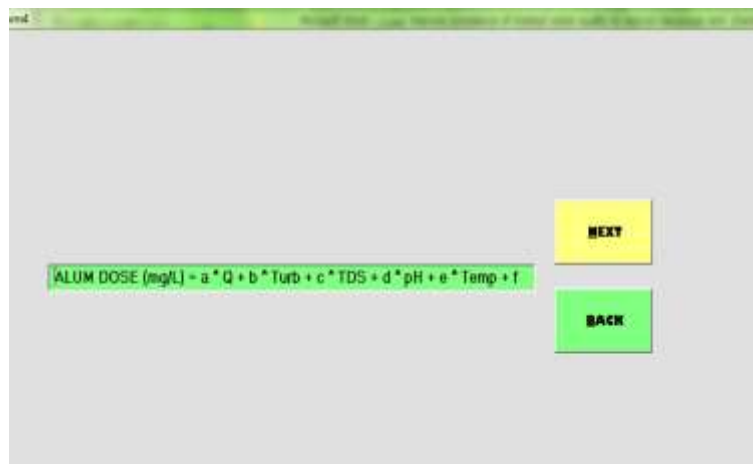 NEXT
ALUM DOSE (mg/L) = a * Q + b * Turb + c * TDS + d * pH + e * Temp + f
BACK